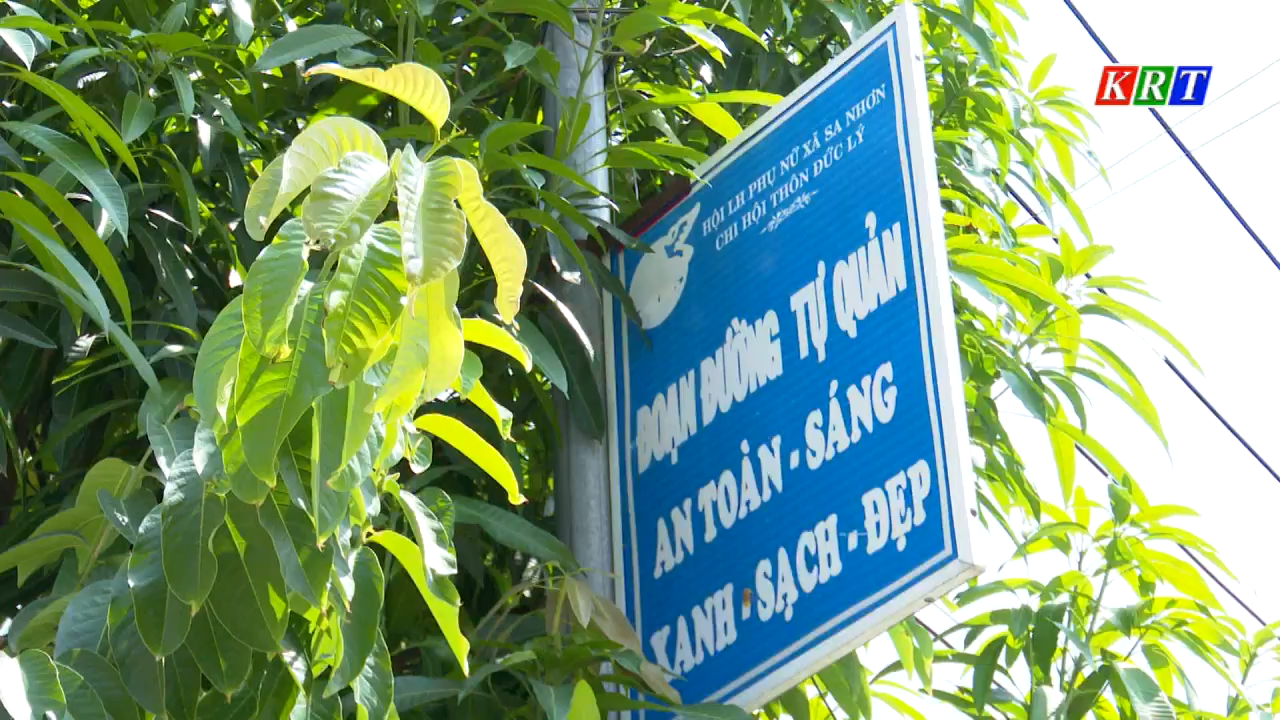 KRT
HỘI LH PHỤ NỮ XÃ SA NHƠN
CHI HỘI THÔN ĐỨC LÝ
ĐOẠN ĐƯỜNG TỰ QUẢN
AN TOÀN - SÁNG
XANH - SẠCH - ĐẸP